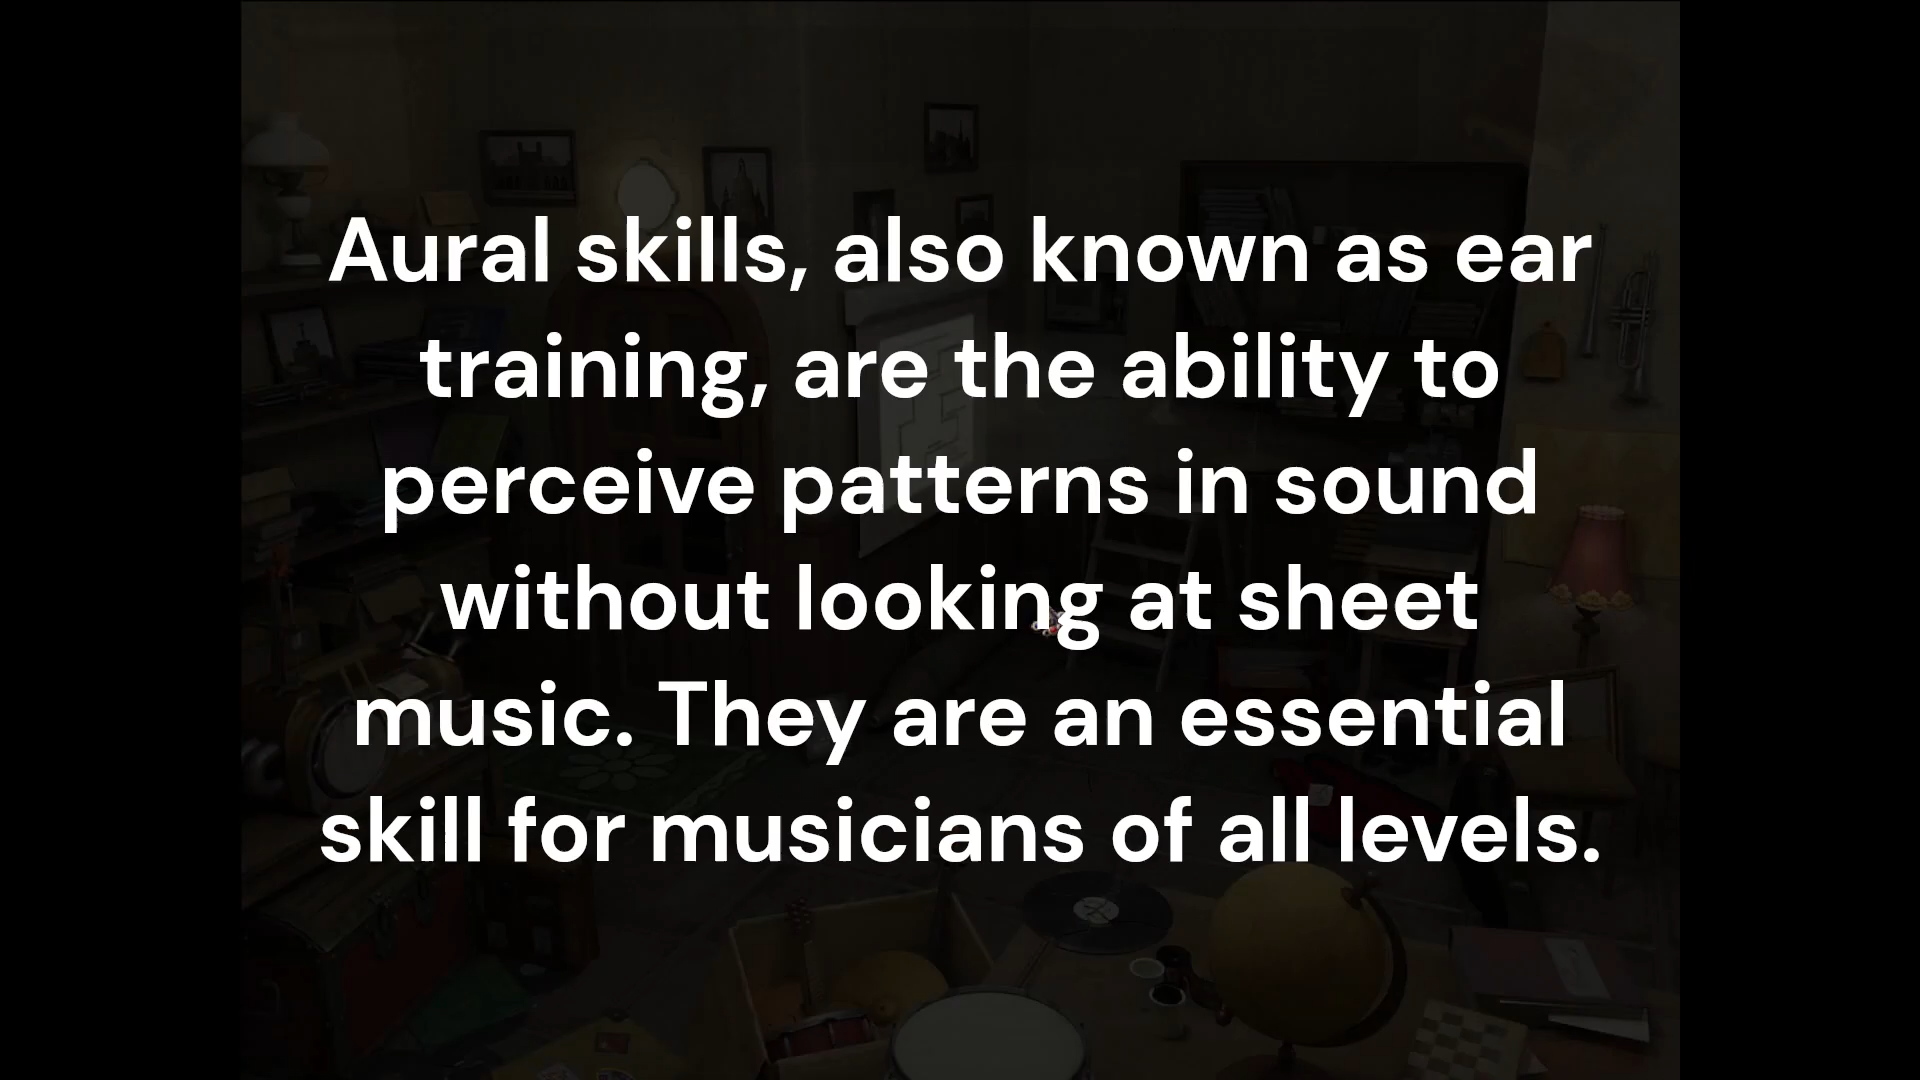 Aural skills, also known as ear
training, are the ability to
perceive patterns in sound
without looking at sheet
music. They are an essential
skill for musicians of all levels.